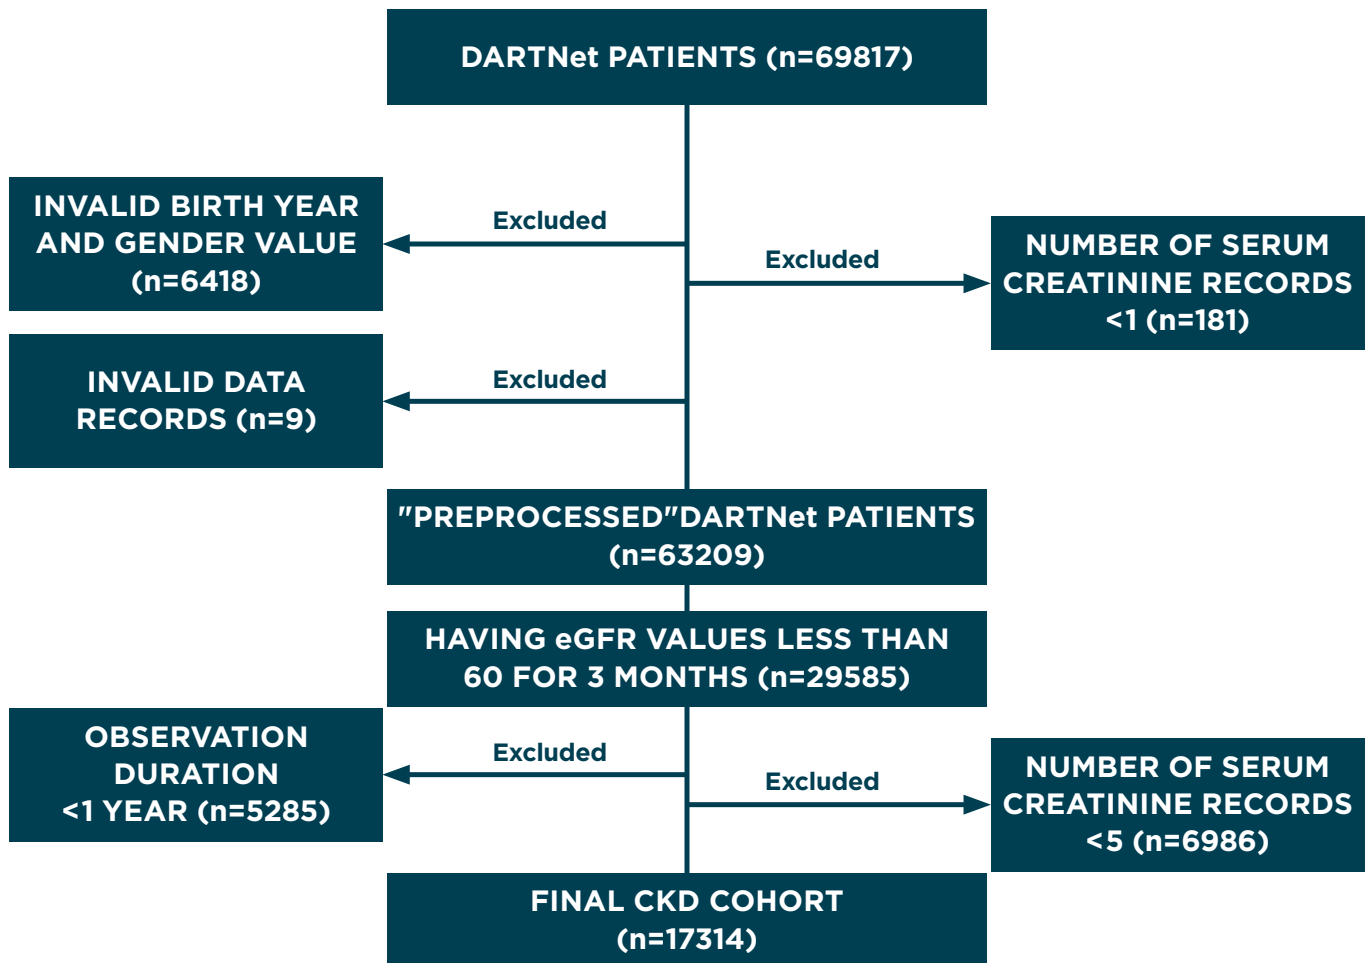 DARTNet PATIENTS (n=69817)
INVALID BIRTH YEAR
AND GENDER VALUE
(n=6418)
Excluded
Excluded
NUMBER OF SERUM
CREATININE RECORDS
<1 (n=181)
INVALID DATA
RECORDS (n=9)
Excluded
"PREPROCESSED"DARTNet PATIENTS
(n=63209)
HAVING eGFR VALUES LESS THAN
60 FOR 3 MONTHS (n=29585)
OBSERVATION
DURATION
<1 YEAR (n=5285)
Excluded
Excluded
NUMBER OF SERUM
CREATININE RECORDS
<5 (n=6986)
FINAL CKD COHORT
(n=17314)